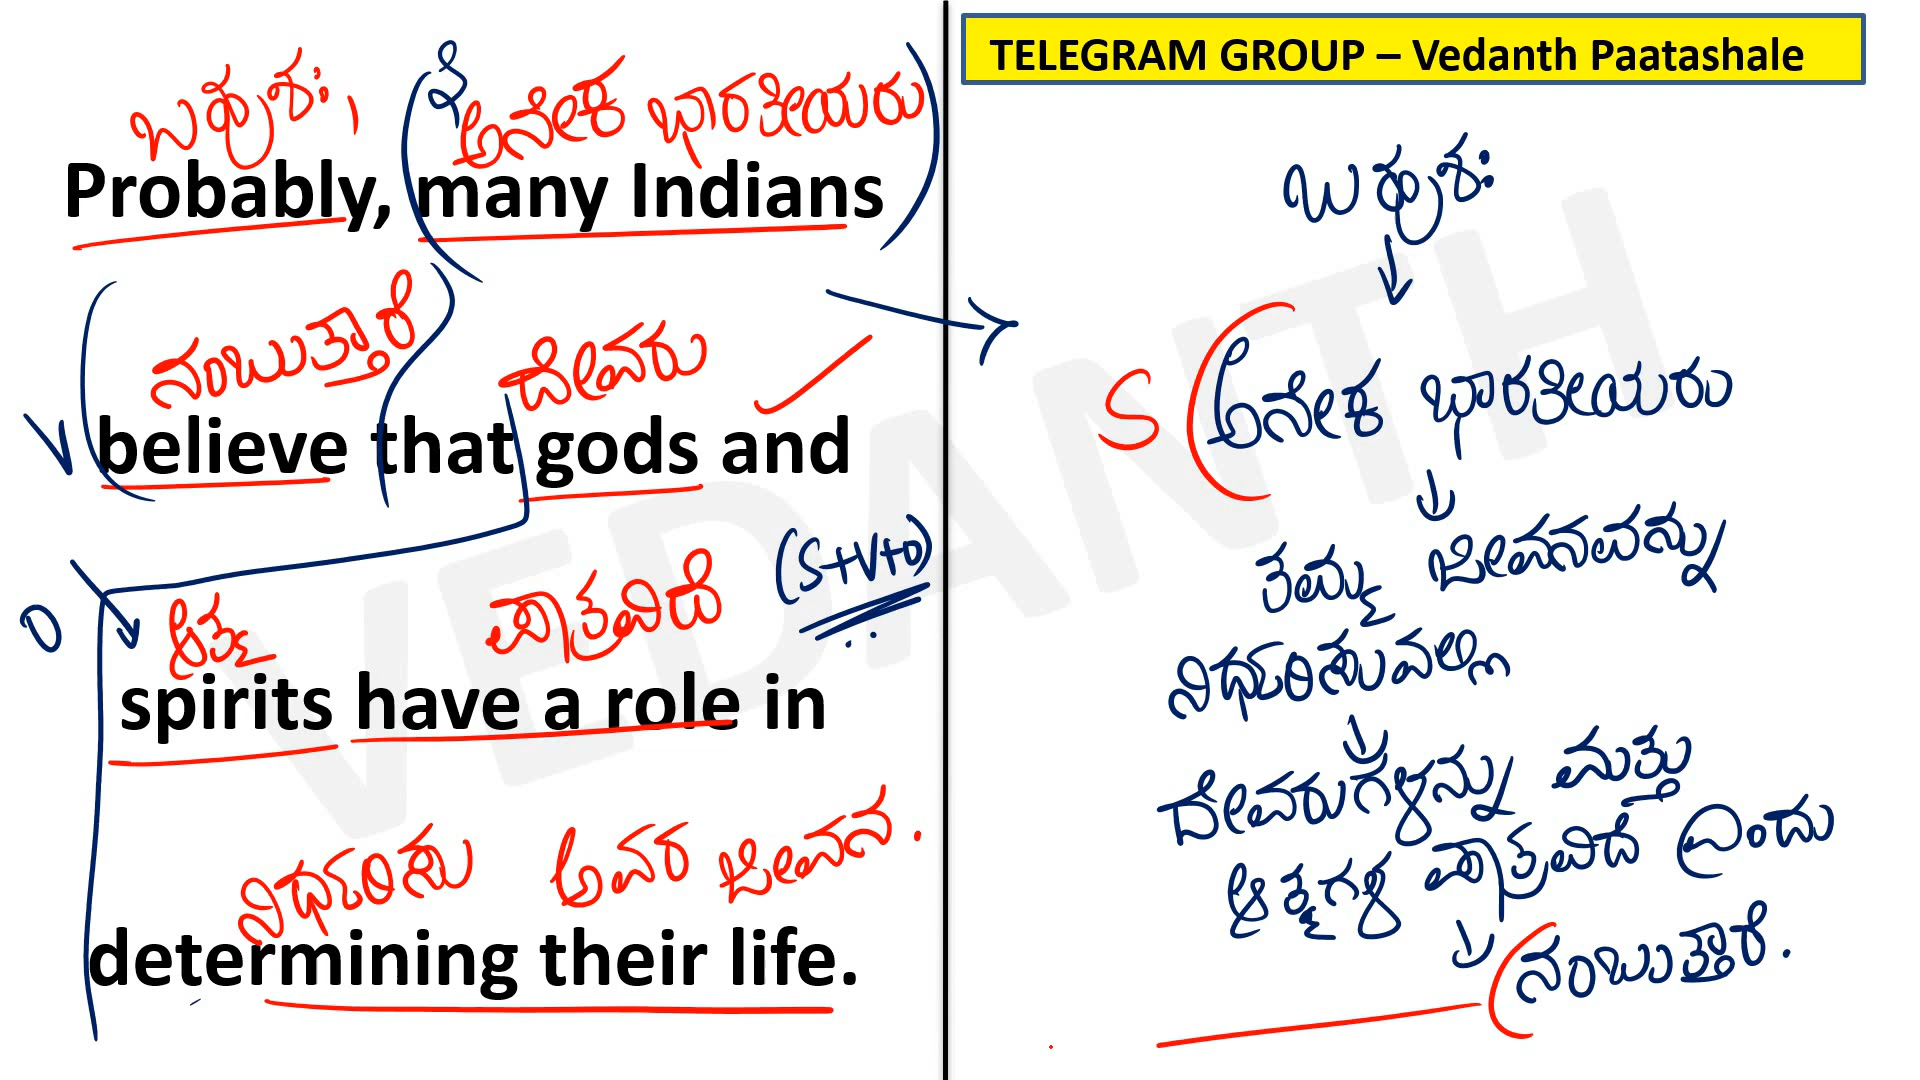 ಬಹುಶಃ, ಅನೇಕ ಭಾರತೀಯರು
Probably, many Indians
ನಂಬುತ್ತಾರೆ ದೇವರು
V believe that gods and
(S+V+O)
O ಆತ್ಮ ಪಾತ್ರವಿದೆ
spirits have a role in
ನಿರ್ಧರಿಸು ಅವರ ಜೀವನ.
determining their life.
TELEGRAM GROUP – Vedanth Paatashale
ಬಹುಶಃ
S ಅನೇಕ ಭಾರತೀಯರು
ತಮ್ಮ ಜೀವನವನ್ನು
ನಿರ್ಧರಿಸುವಲ್ಲಿ
ದೇವರುಗಳನ್ನು ಮತ್ತು
ಆತ್ಮಗಳ ಪಾತ್ರವಿದೆ ಎಂದು
ನಂಬುತ್ತಾರೆ.
VEDANTH